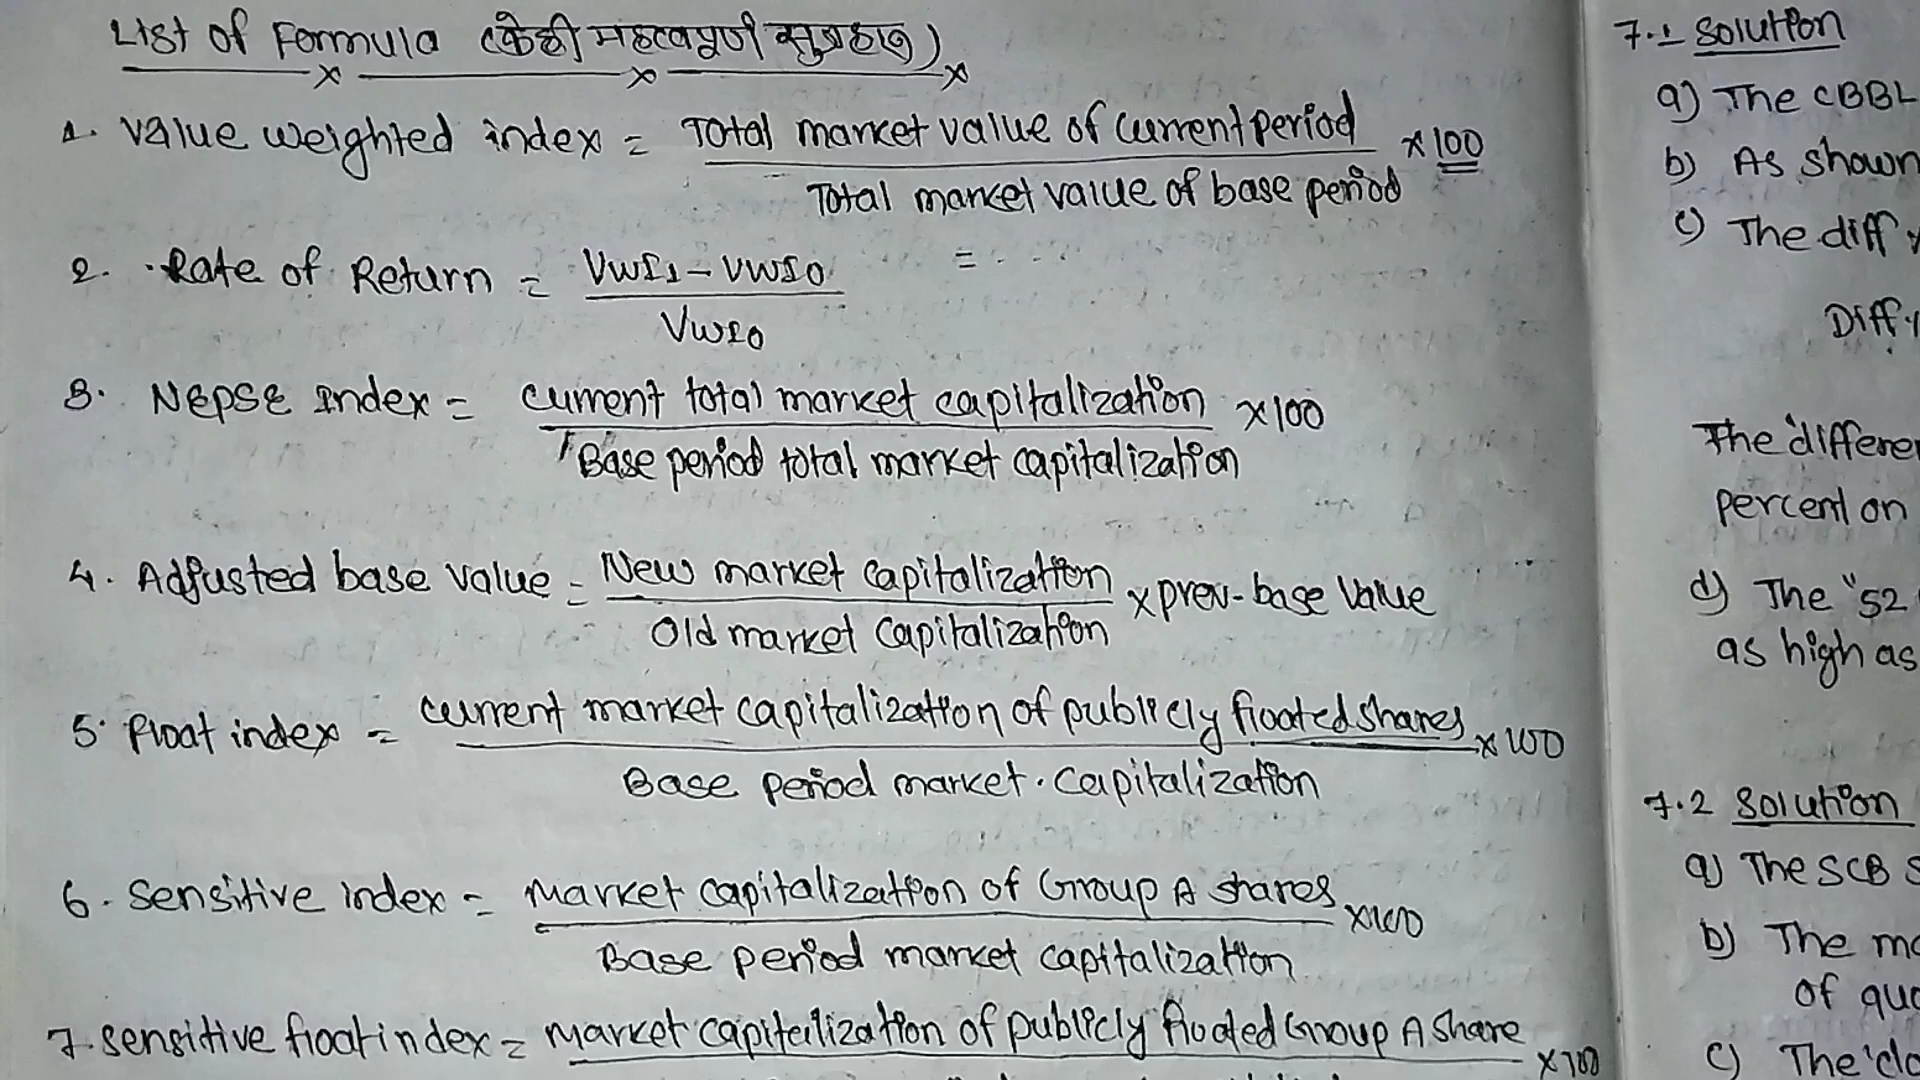 List of Formula (केही महत्वपूर्ण सुत्रहरु)
1. Value weighted index = Total market value of current period / Total market value of base period × 100
2. Rate of Return = VWI1 - VWI0 / VWI0 =
3. Nepse Index = current total market capitalization / Base period total market capitalization × 100
4. Adjusted base value = New market capitalization / Old market capitalization × prev-base value
5. Float index = current market capitalization of publicly floated shares / Base period market capitalization × 100
6. Sensitive index = Market capitalization of Group A shares / Base period market capitalization × 100
7. Sensitive float index = Market capitalization of publicly floated Group A share × 100
7.1 Solution
a) The CBBL
b) As shown
c) The diff
Diff
The differen
percent on
d) The "52
as high as
7.2 Solution
a) The SCB S
b) The ma
of quo
c) The 'clo